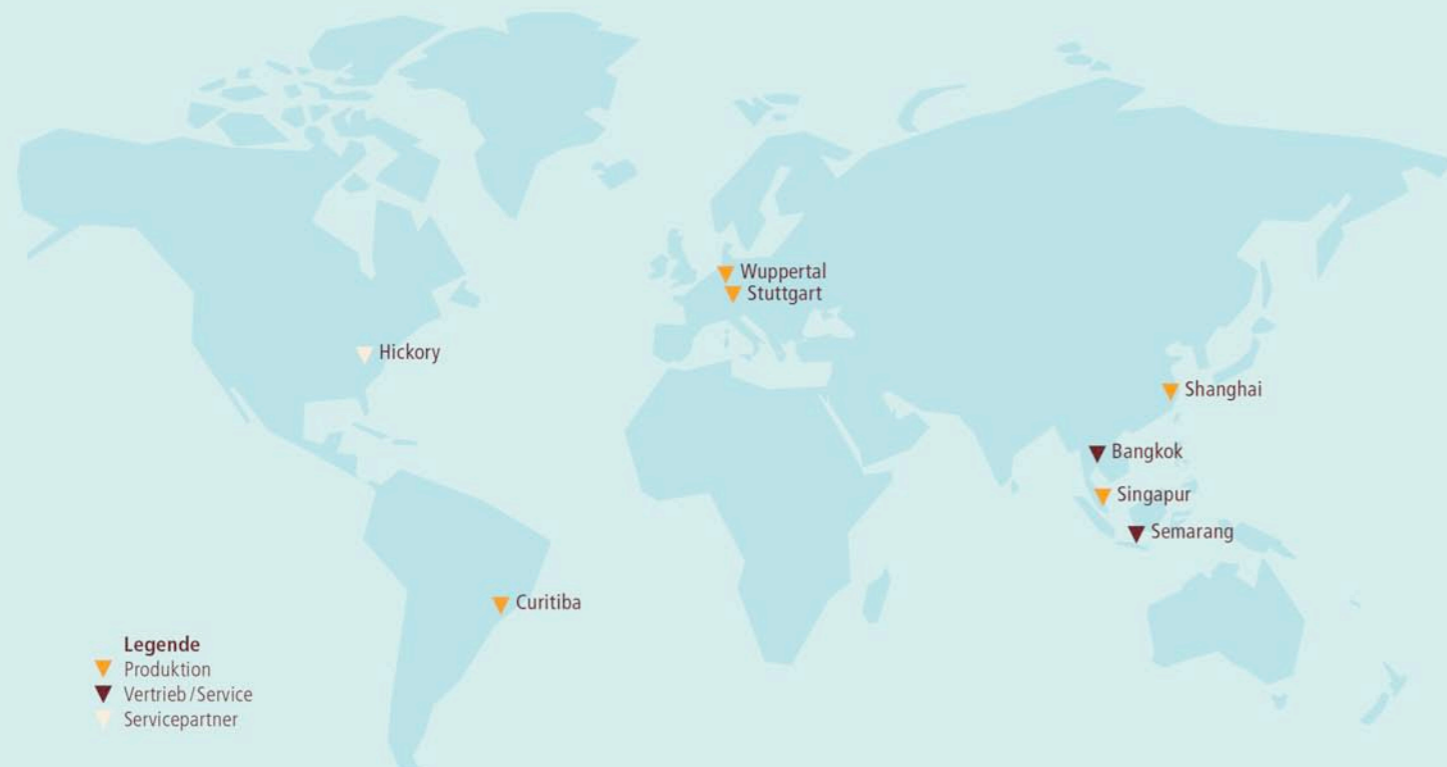 Wuppertal
Stuttgart
Hickory
Shanghai
Bangkok
Singapur
Semarang
Curitiba
Legende
Produktion
Vertrieb / Service
Servicepartner